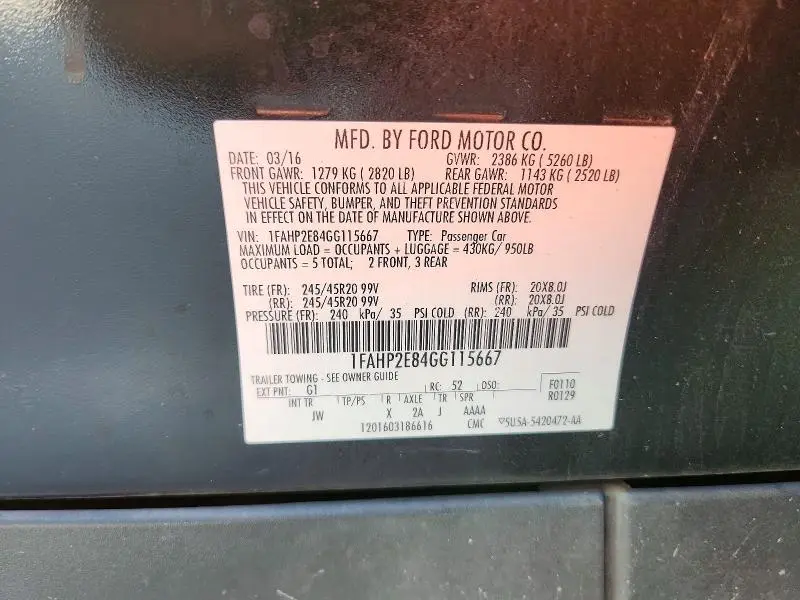 MFD. BY FORD MOTOR CO.
DATE: 03/16 GVWR: 2386 KG ( 5260 LB)
FRONT GAWR: 1279 KG ( 2820 LB) REAR GAWR: 1143 KG ( 2520 LB)
THIS VEHICLE CONFORMS TO ALL APPLICABLE FEDERAL MOTOR
VEHICLE SAFETY, BUMPER, AND THEFT PREVENTION STANDARDS
IN EFFECT ON THE DATE OF MANUFACTURE SHOWN ABOVE.
VIN: 1FAHP2E84GG115667 TYPE: Passenger Car
MAXIMUM LOAD = OCCUPANTS + LUGGAGE = 430KG/ 950LB
OCCUPANTS = 5 TOTAL; 2 FRONT, 3 REAR
TIRE (FR): 245/45R20 99V RIMS (FR): 20X8.0J
(RR): 245/45R20 99V (RR): 20X8.0J
PRESSURE (FR): 240 kPa/ 35 PSI COLD (RR): 240 kPa/ 35 PSI COLD
1FAHP2E84GG115667
TRAILER TOWING - SEE OWNER GUIDE
EXT PNT: G1 RC: 52 DSO: F0110
R0129
INT TR TP/PS R AXLE TR SPR
JW X 2A J AAAA
1201603186616 CMC ▽5U5A-5420472-AA